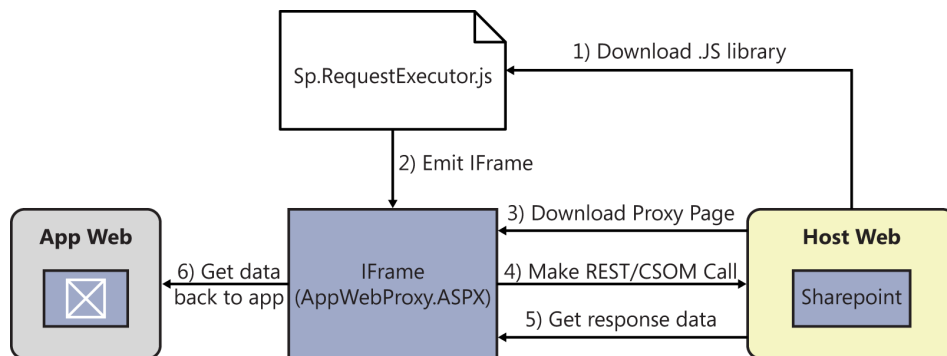 1) Download .JS library
Sp.RequestExecutor.js
2) Emit IFrame
3) Download Proxy Page
App Web
Host Web
6) Get data
back to app
IFrame
(AppWebProxy.ASPX)
4) Make REST/CSOM Call
Sharepoint
5) Get response data